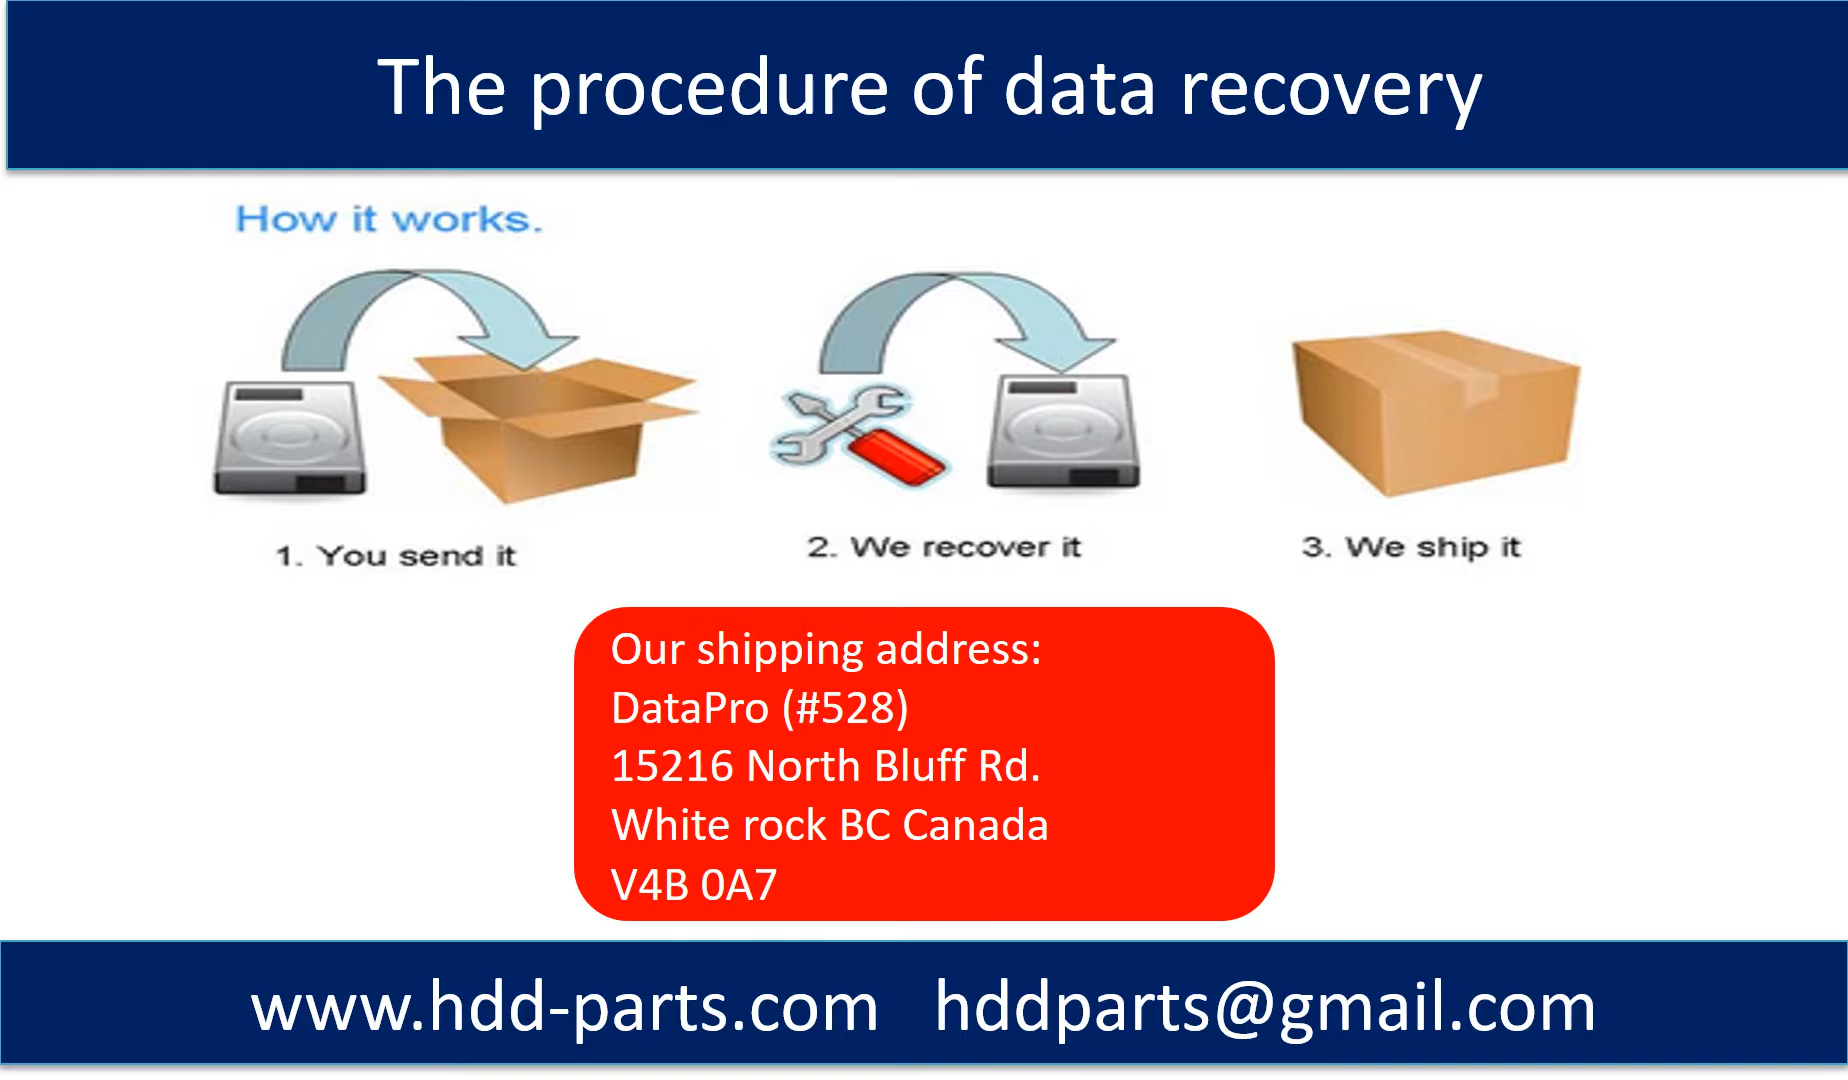 The procedure of data recovery
How it works.
1. You send it
2. We recover it
3. We ship it
Our shipping address:
DataPro (#528)
15216 North Bluff Rd.
White rock BC Canada
V4B 0A7
www.hdd-parts.com hddparts@gmail.com